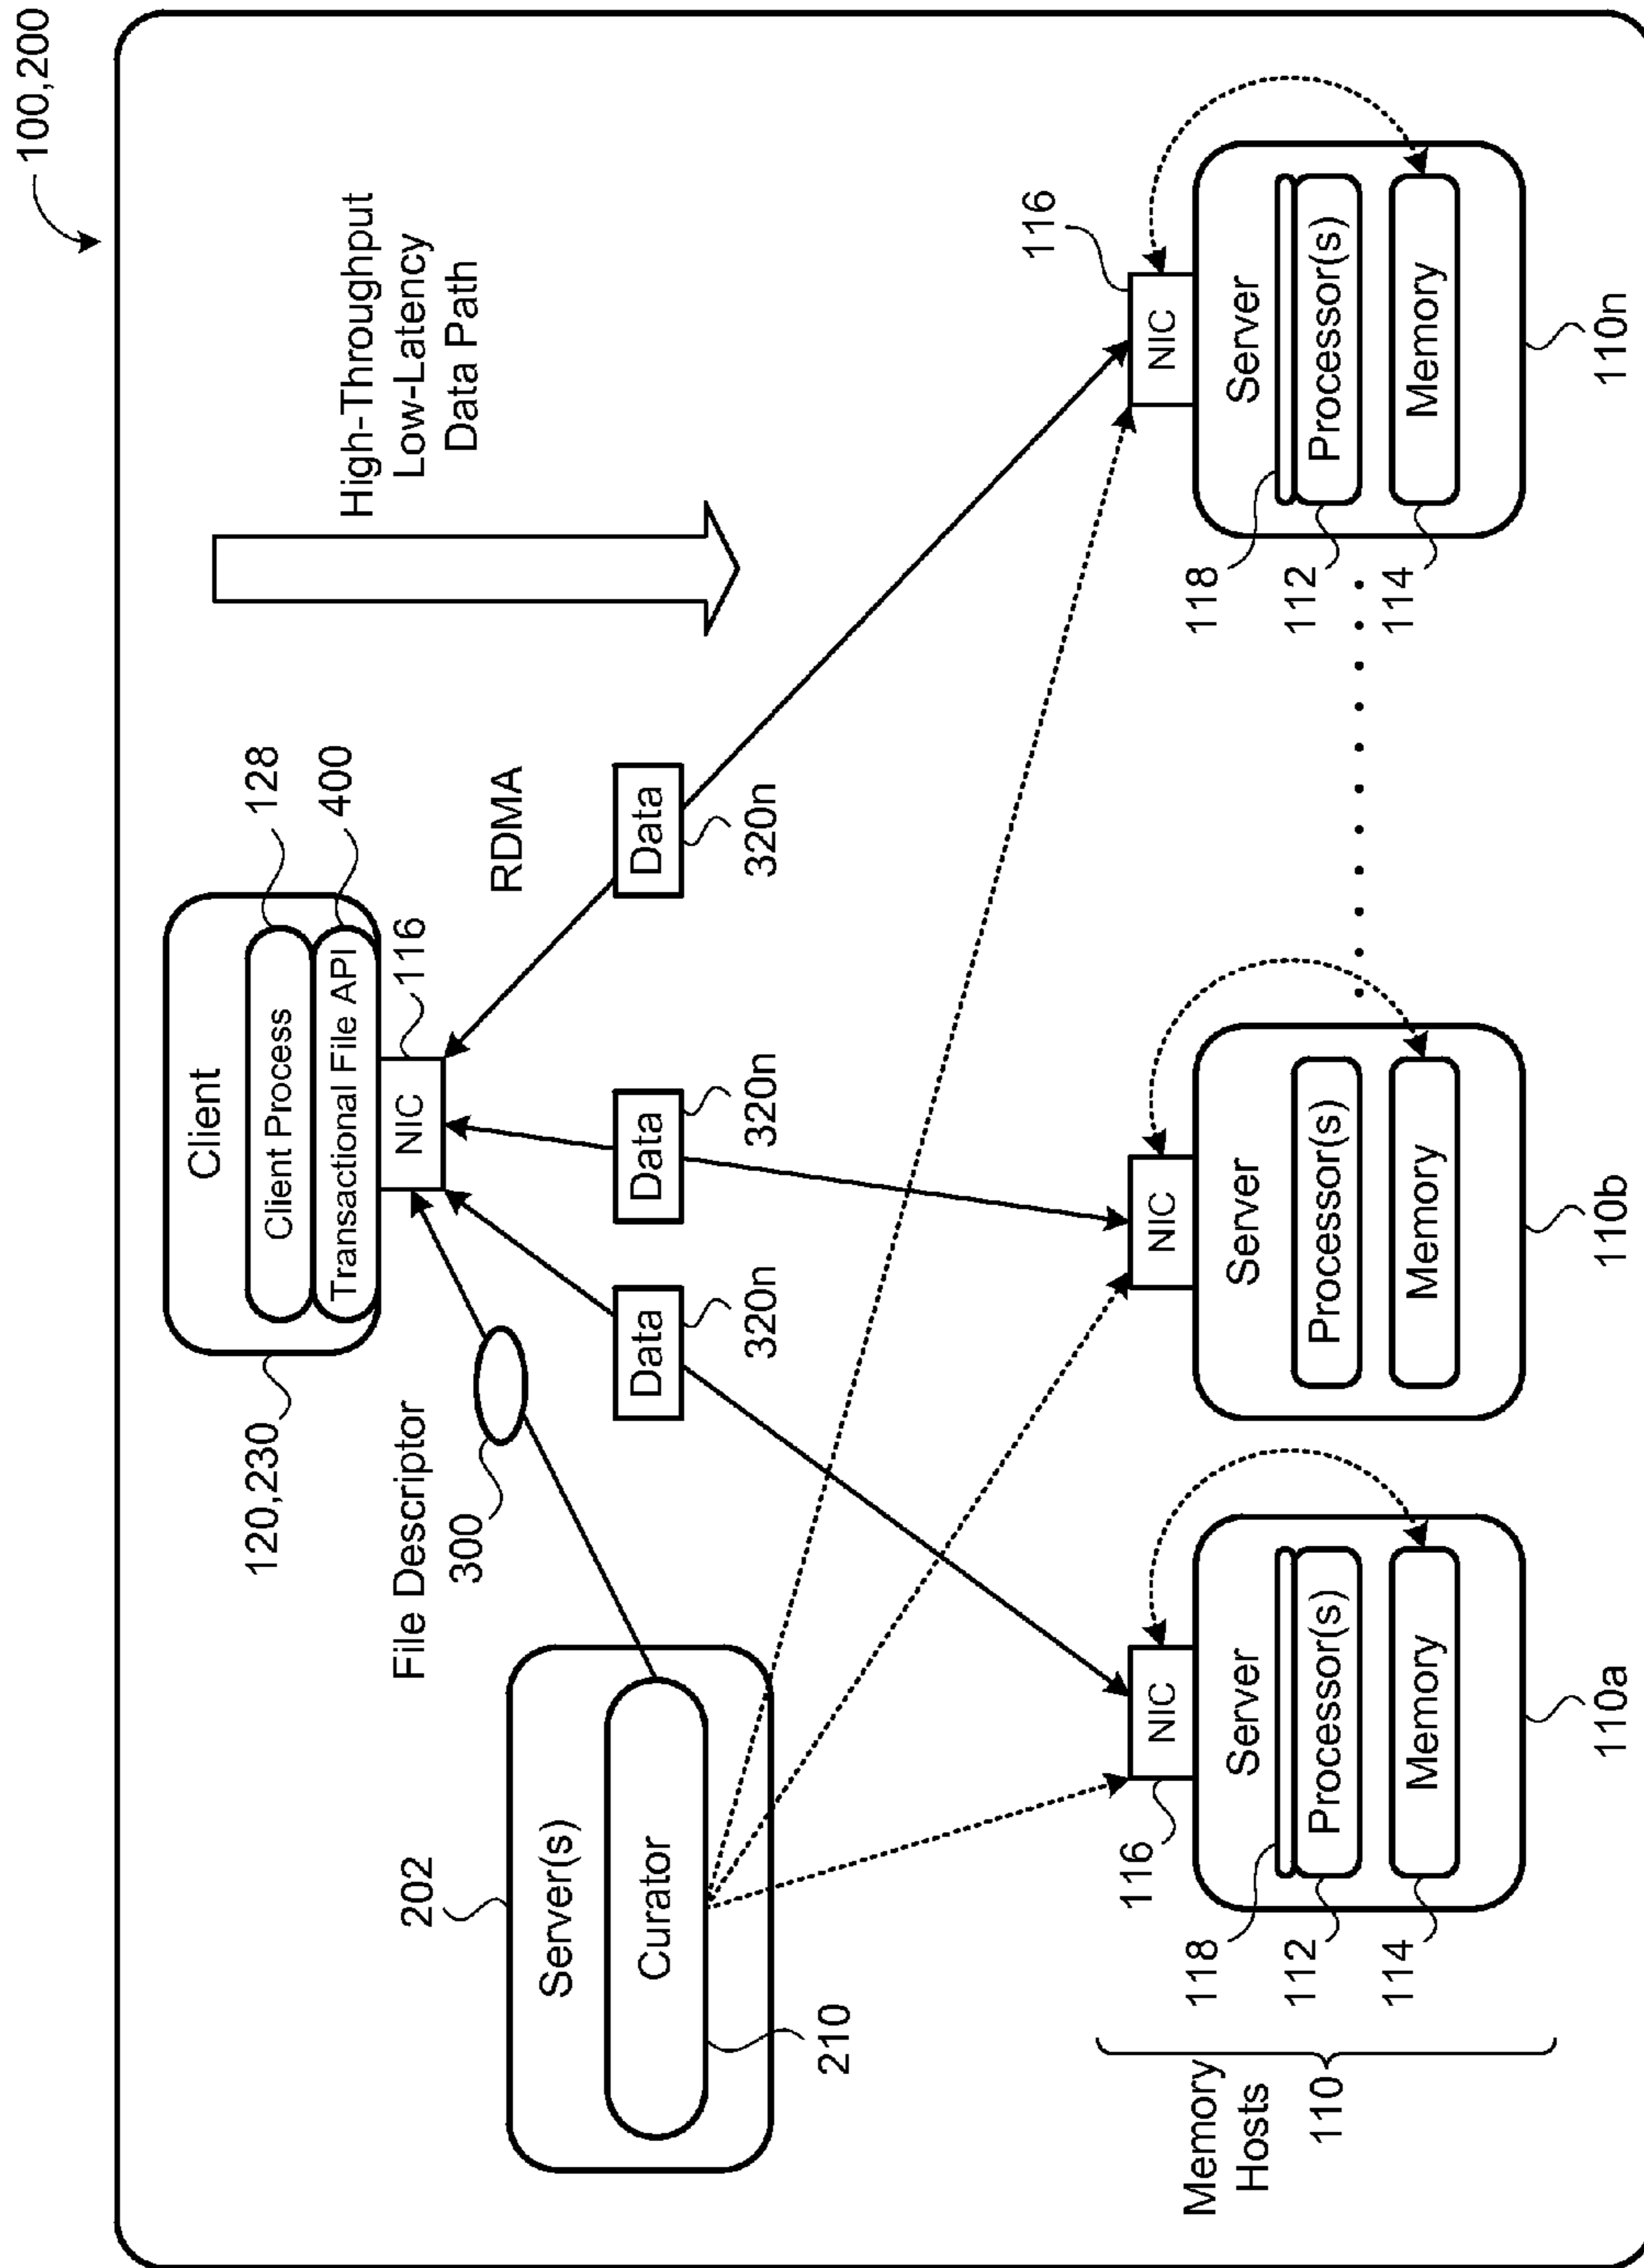 100,200
High-Throughput
Low-Latency
Data Path
Client
Client Process
Transactional File API
NIC
128
400
116
120,230
RDMA
File Descriptor
300
Data
320n
Data
320n
Data
320n
202
Server(s)
Curator
210
Memory
Hosts
110
NIC
116
Server
Processor(s)
Memory
118
112
114
110a
NIC
Server
Processor(s)
Memory
110b
NIC
116
Server
Processor(s)
Memory
118
112
114
110n